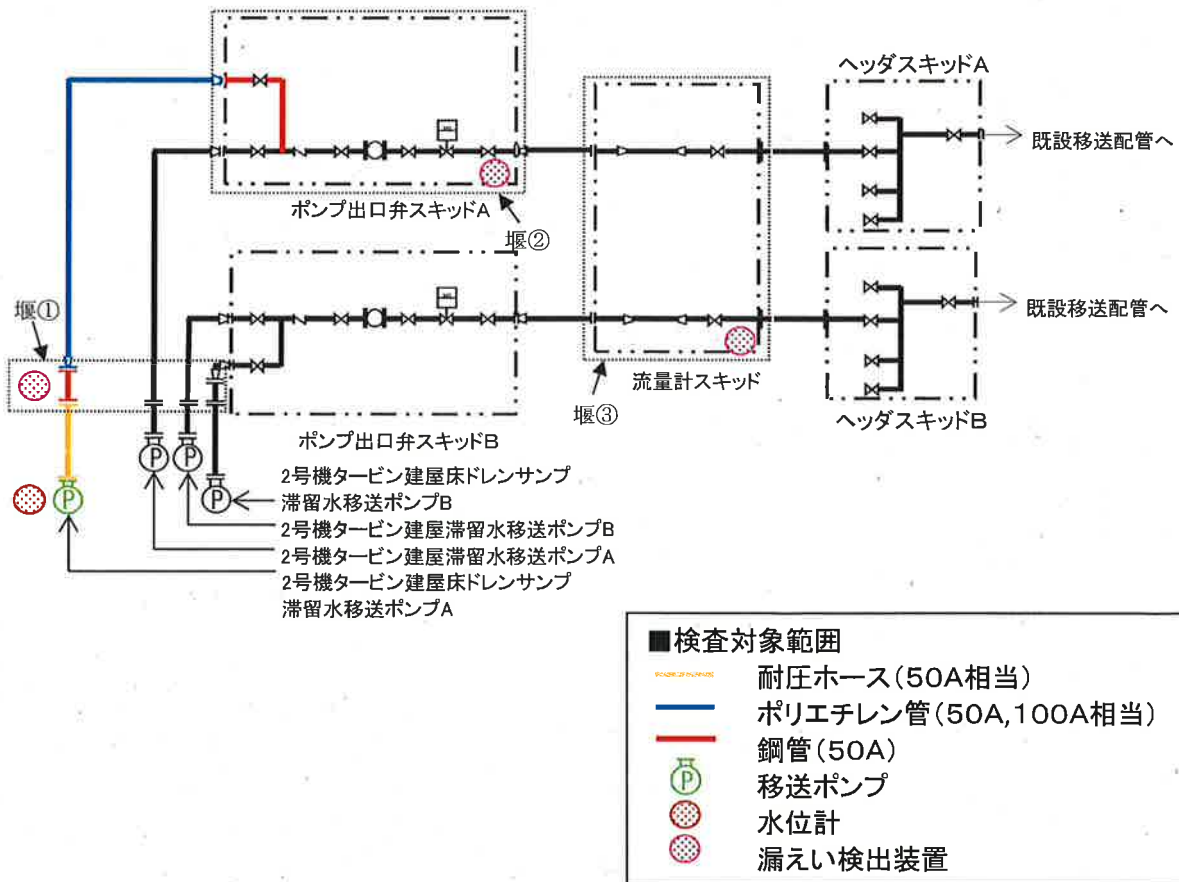 ヘッダスキッドA
既設移送配管へ
ポンプ出口弁スキッドA
堰②
堰①
既設移送配管へ
流量計スキッド
堰③
ヘッダスキッドB
ポンプ出口弁スキッドB
2号機タービン建屋床ドレンサンプ
滞留水移送ポンプB
2号機タービン建屋滞留水移送ポンプB
2号機タービン建屋滞留水移送ポンプA
2号機タービン建屋床ドレンサンプ
滞留水移送ポンプA
P
P
P
P
■検査対象範囲
耐圧ホース(50A相当)
ポリエチレン管(50A,100A相当)
鋼管(50A)
P
移送ポンプ
水位計
漏えい検出装置